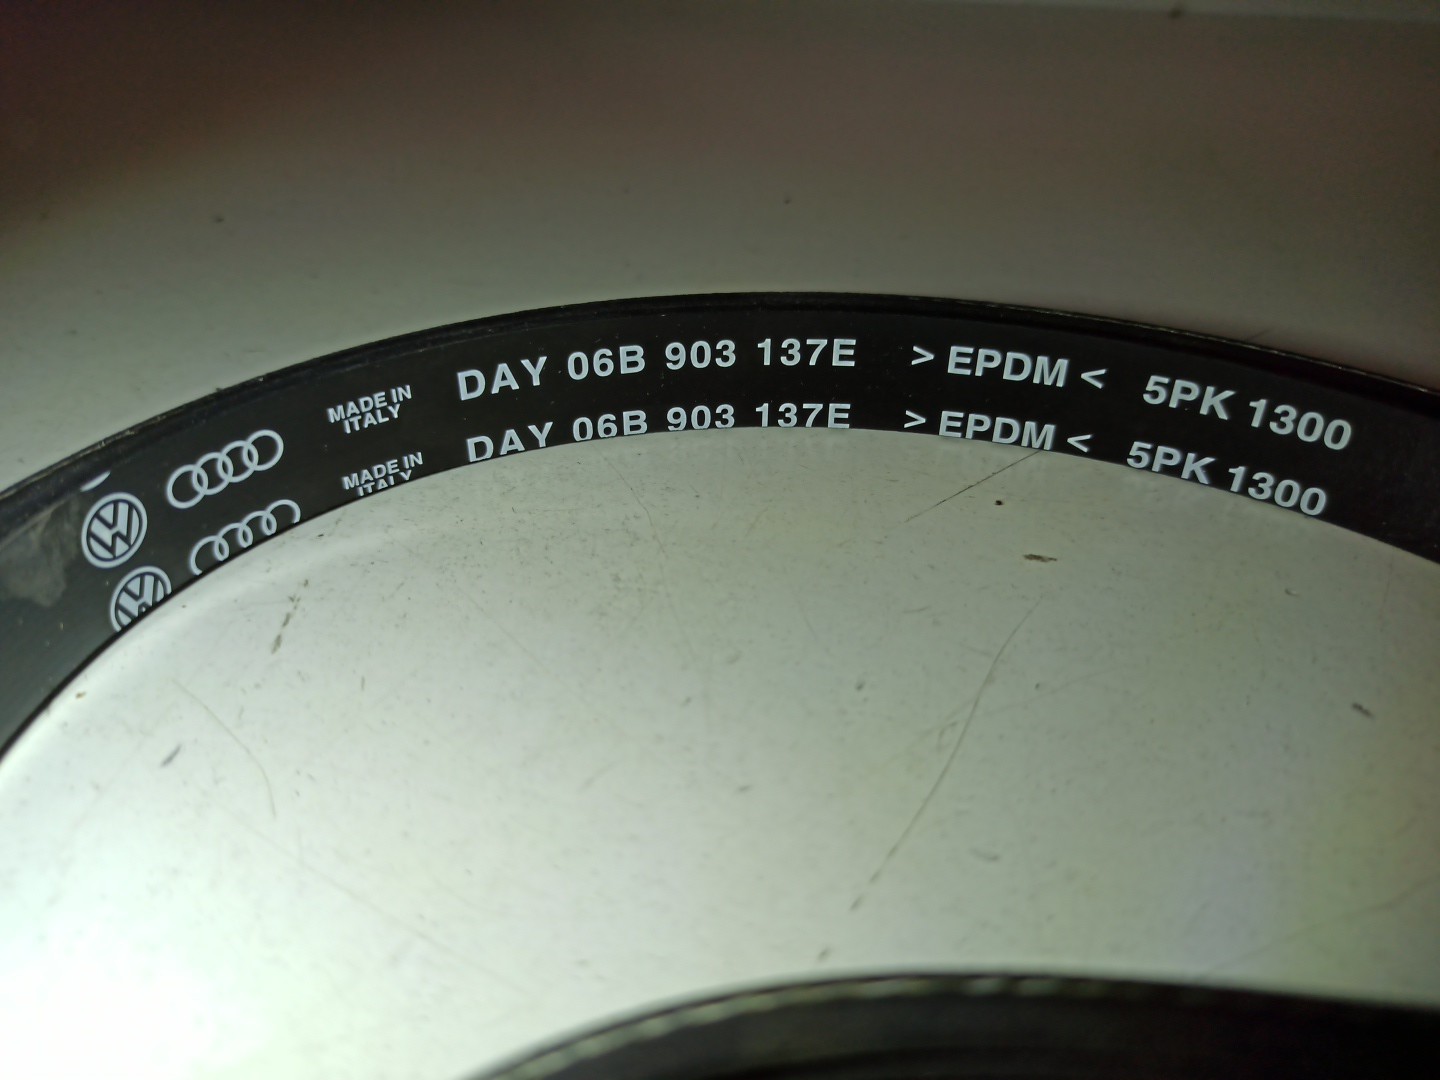 MADE IN
ITALY
DAY 06B 903 137E > EPDM < 5PK 1300
MADE IN
ITALY
DAY 06B 903 137E > EPDM < 5PK 1300